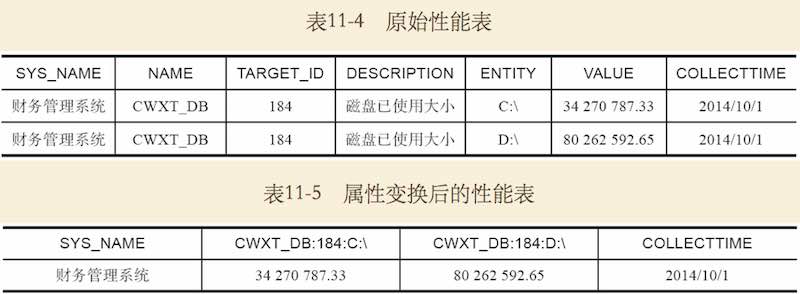 表11-4 原始性能表
SYS_NAME NAME TARGET_ID DESCRIPTION ENTITY VALUE COLLECTTIME
财务管理系统 CWXT_DB 184 磁盘已使用大小 C:\ 34 270 787.33 2014/10/1
财务管理系统 CWXT_DB 184 磁盘已使用大小 D:\ 80 262 592.65 2014/10/1
表11-5 属性变换后的性能表
SYS_NAME CWXT_DB:184:C:\ CWXT_DB:184:D:\ COLLECTTIME
财务管理系统 34 270 787.33 80 262 592.65 2014/10/1